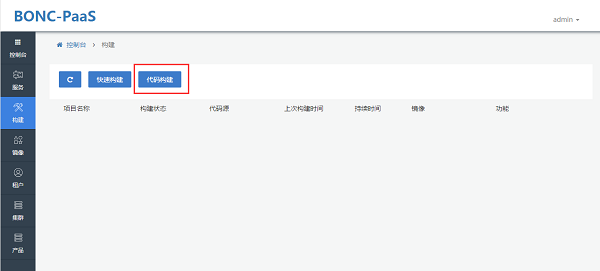 BONC-PaaS
admin
控制台 > 构建
控制台
服务
构建
镜像
租户
集群
产品
快速构建 代码构建
项目名称 构建状态 代码源 上次构建时间 持续时间 镜像 功能